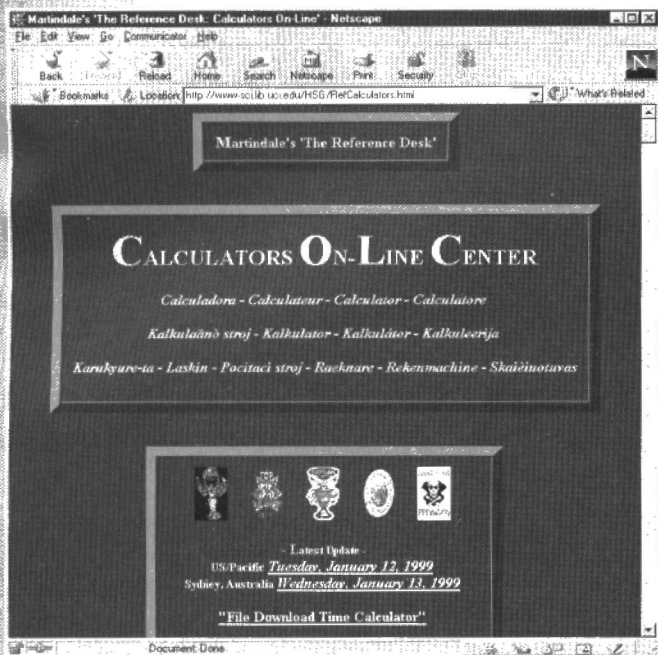 Martindale's 'The Reference Desk: Calculators On-Line' - Netscape
File Edit View Go Communicator Help
Back Reload Home Search Netscape Print Security
Bookmarks Location: http://www-sci.lib.uci.edu/HSG/RefCalculators.html What's Related
Martindale's 'The Reference Desk'
CALCULATORS ON-LINE CENTER
Calculadora - Calculateur - Calculator - Calculatore
Kalkulaänò stroj - Kalkulator - Kalkulátor - Kalkuleerija
Karukyure-ta - Laskin - Pocitaci stroj - Raeknare - Rekenmachine - Skaièiuotuvas
- Latest Update -
US/Pacific Tuesday, January 12, 1999
Sydney, Australia Wednesday, January 13, 1999
"File Download Time Calculator"
Document: Done